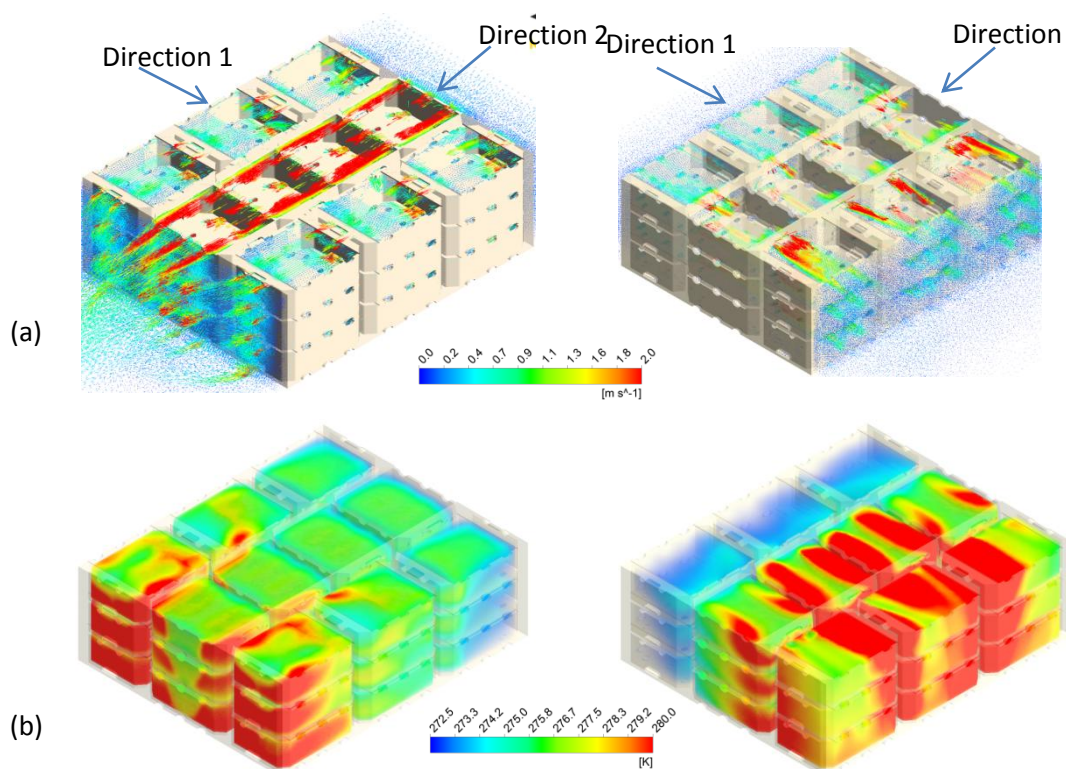 Direction 1
Direction 2
Direction 1
Direction
(a)
0.0 0.2 0.4 0.7 0.9 1.1 1.3 1.6 1.8 2.0
[m s^-1]
(b)
272.5 273.3 274.2 275.0 275.8 276.7 277.5 278.3 279.2 280.0
[K]